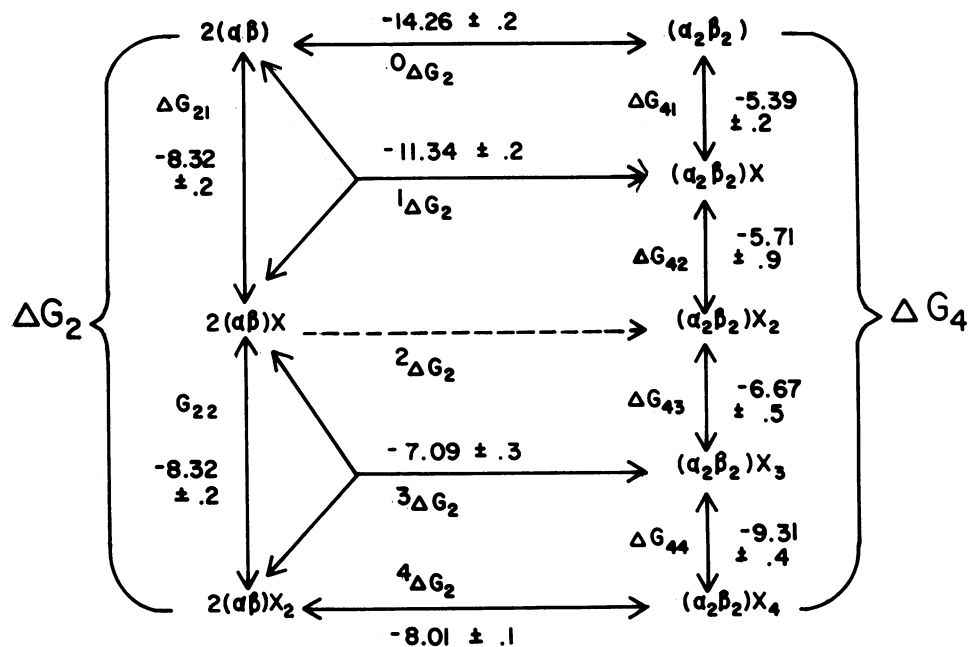 2(αβ) -14.26 ± .2 (α₂β₂)
⁰ΔG₂
ΔG₂₁ ΔG₄₁ -5.39
± .2
-8.32
± .2
-11.34 ± .2 (α₂β₂)X
¹ΔG₂
ΔG₄₂ -5.71
± .9
ΔG₂ 2(αβ)X (α₂β₂)X₂ ΔG₄
²ΔG₂
G₂₂ ΔG₄₃ -6.67
± .5
-8.32
± .2
-7.09 ± .3 (α₂β₂)X₃
³ΔG₂
ΔG₄₄ -9.31
± .4
2(αβ)X₂ ⁴ΔG₂ (α₂β₂)X₄
-8.01 ± .1